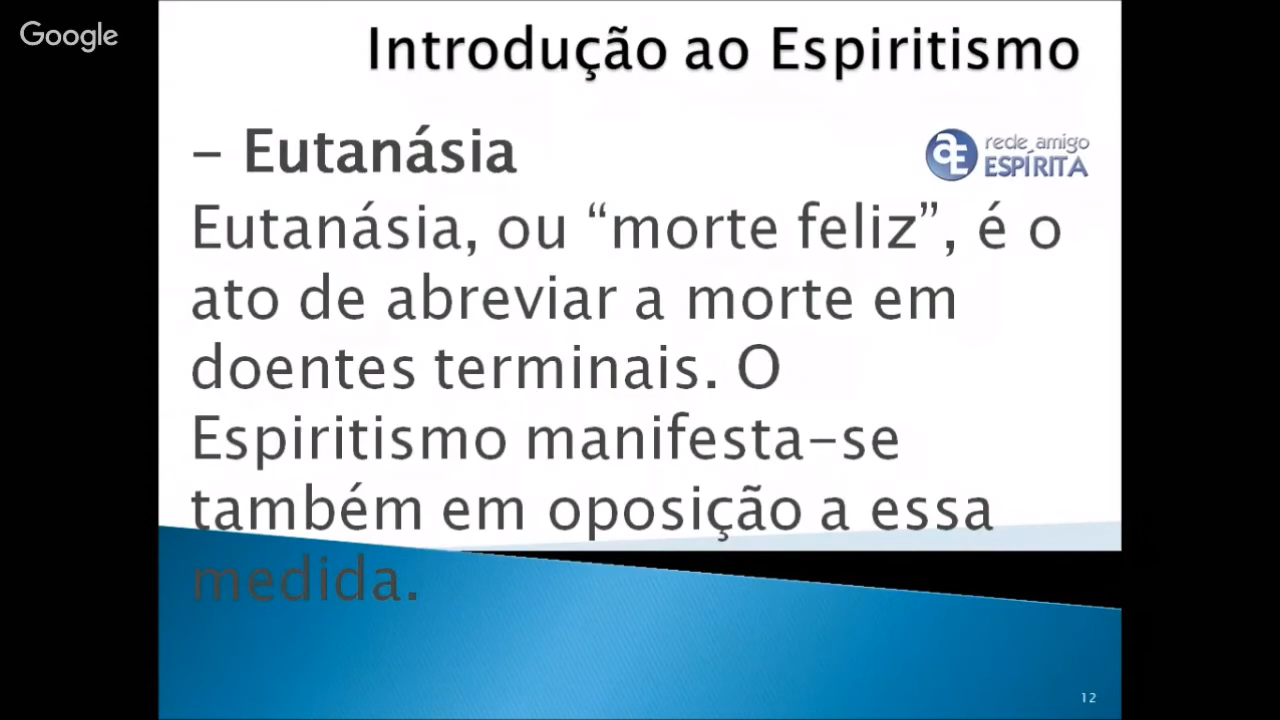 Google
Introdução ao Espiritismo
- Eutanásia
rede amigo
ESPÍRITA
Eutanásia, ou “morte feliz”, é o
ato de abreviar a morte em
doentes terminais. O
Espiritismo manifesta-se
também em oposição a essa
medida.
12